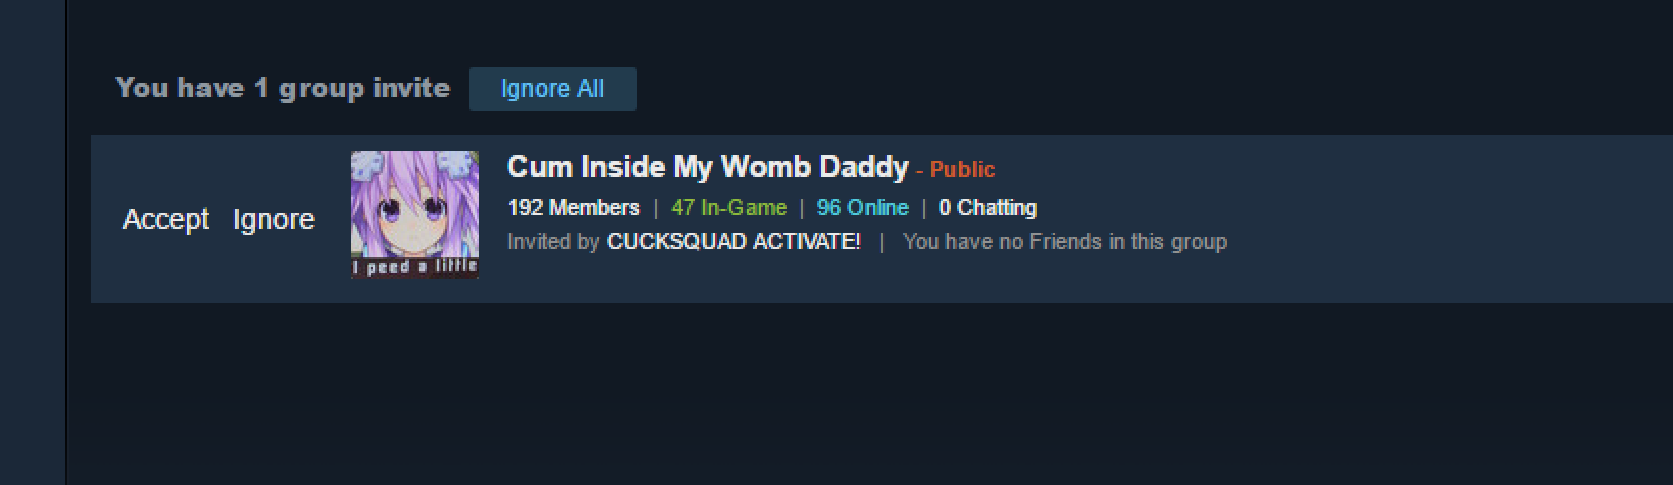 You have 1 group invite Ignore All
Accept Ignore
Cum Inside My Womb Daddy - Public
192 Members | 47 In-Game | 96 Online | 0 Chatting
Invited by CUCKSQUAD ACTIVATE! | You have no Friends in this group
I peed a little